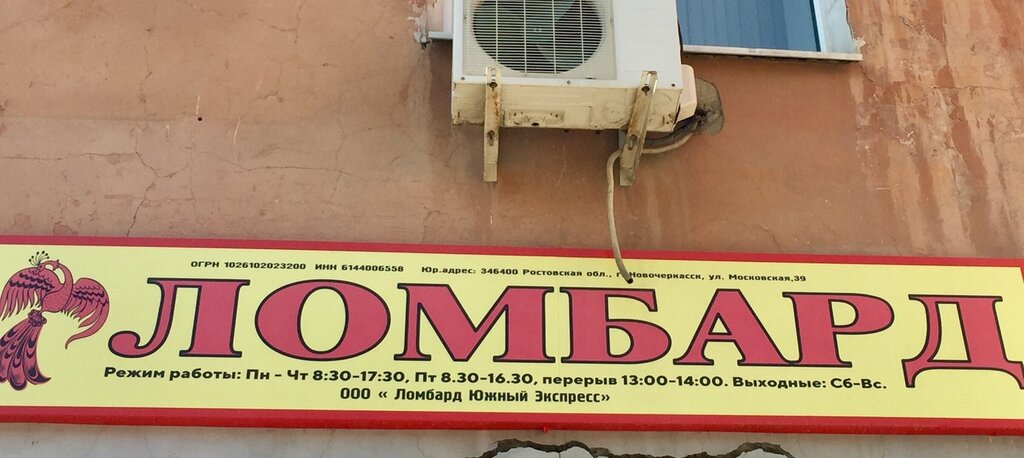 ОГРН 1026102023200 ИНН 6144006558 Юр.адрес: 346400 Ростовская обл., г. Новочеркасск, ул. Московская,39
ЛОМБАРД
Режим работы: Пн - Чт 8:30-17:30, Пт 8.30-16.30, перерыв 13:00-14:00. Выходные: Сб-Вс.
ООО « Ломбард Южный Экспресс»